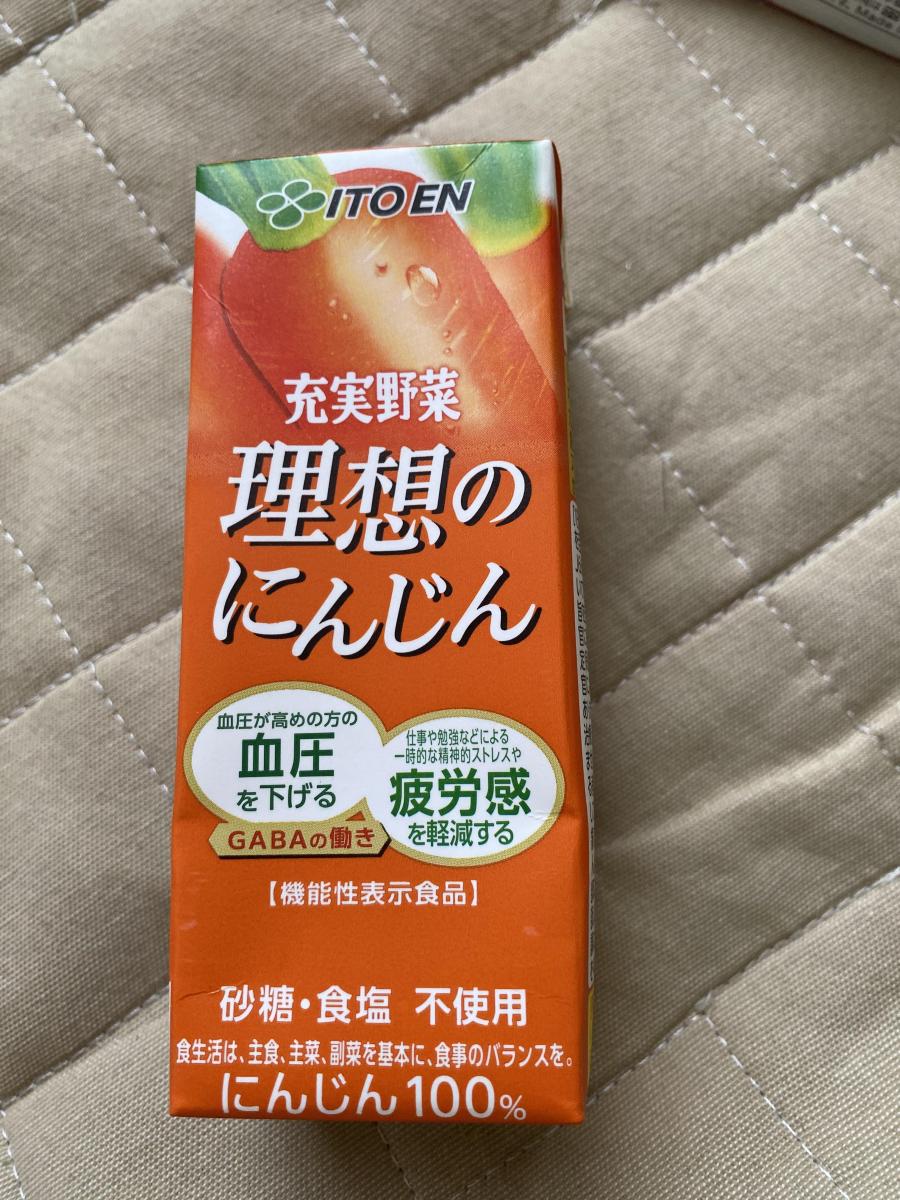 ITO EN
充実野菜
理想の
にんじん
血圧が高めの方の
血圧
を下げる
仕事や勉強などによる
一時的な精神的ストレスや
疲労感
を軽減する
GABAの働き
【機能性表示食品】
砂糖・食塩 不使用
食生活は、主食、主菜、副菜を基本に、食事のバランスを。
にんじん100%